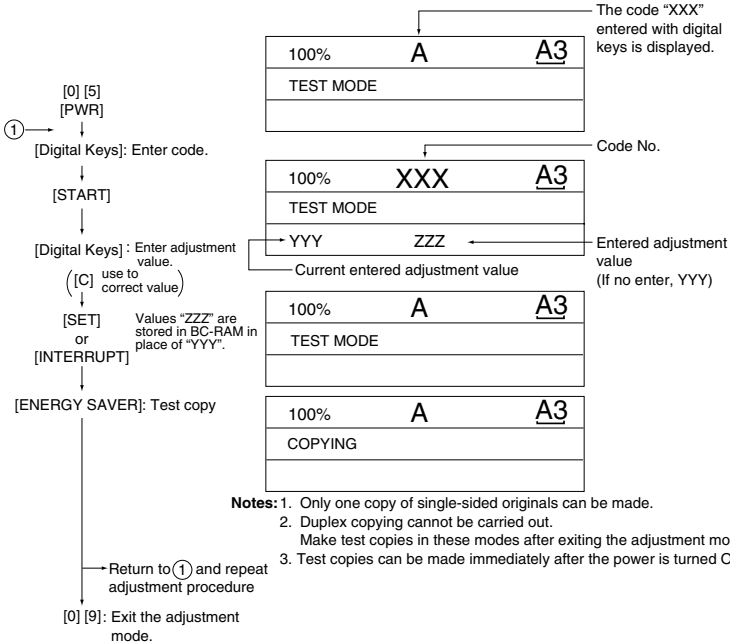 The code “XXX”
entered with digital
keys is displayed.
100% A A3
TEST MODE
[0] [5]
[PWR]
1
[Digital Keys]: Enter code.
[START]
Code No.
100% XXX A3
TEST MODE
YYY ZZZ
[Digital Keys] : Enter adjustment
value.
([C] use to
correct value)
Current entered adjustment value
Entered adjustment
value
(If no enter, YYY)
[SET]
or
[INTERRUPT]
Values “ZZZ” are
stored in BC-RAM in
place of “YYY”.
100% A A3
TEST MODE
[ENERGY SAVER]: Test copy
100% A A3
COPYING
Notes: 1. Only one copy of single-sided originals can be made.
2. Duplex copying cannot be carried out.
Make test copies in these modes after exiting the adjustment mo
3. Test copies can be made immediately after the power is turned
Return to 1 and repeat
adjustment procedure
[0] [9]: Exit the adjustment
mode.